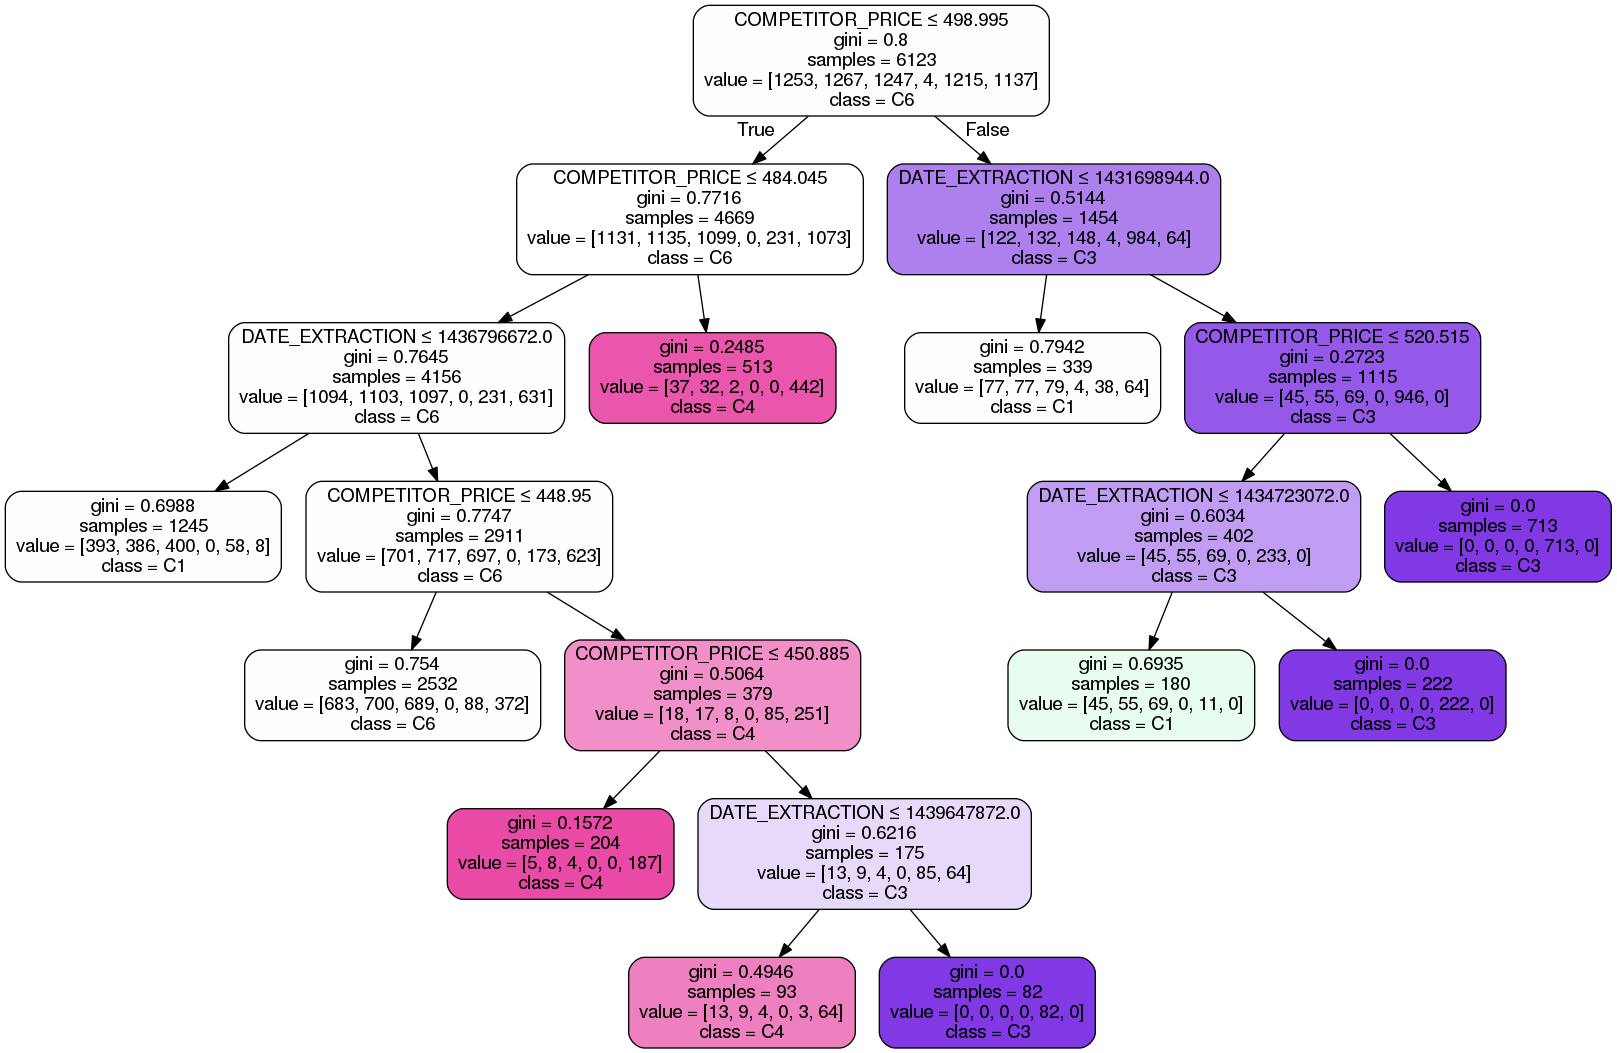 COMPETITOR_PRICE ≤ 498.995
gini = 0.8
samples = 6123
value = [1253, 1267, 1247, 4, 1215, 1137]
class = C6
True
False
COMPETITOR_PRICE ≤ 484.045
gini = 0.7716
samples = 4669
value = [1131, 1135, 1099, 0, 231, 1073]
class = C6
DATE_EXTRACTION ≤ 1431698944.0
gini = 0.5144
samples = 1454
value = [122, 132, 148, 4, 984, 64]
class = C3
DATE_EXTRACTION ≤ 1436796672.0
gini = 0.7645
samples = 4156
value = [1094, 1103, 1097, 0, 231, 631]
class = C6
gini = 0.2485
samples = 513
value = [37, 32, 2, 0, 0, 442]
class = C4
gini = 0.7942
samples = 339
value = [77, 77, 79, 4, 38, 64]
class = C1
COMPETITOR_PRICE ≤ 520.515
gini = 0.2723
samples = 1115
value = [45, 55, 69, 0, 946, 0]
class = C3
gini = 0.6988
samples = 1245
value = [393, 386, 400, 0, 58, 8]
class = C1
COMPETITOR_PRICE ≤ 448.95
gini = 0.7747
samples = 2911
value = [701, 717, 697, 0, 173, 623]
class = C6
DATE_EXTRACTION ≤ 1434723072.0
gini = 0.6034
samples = 402
value = [45, 55, 69, 0, 233, 0]
class = C3
gini = 0.0
samples = 713
value = [0, 0, 0, 0, 713, 0]
class = C3
gini = 0.754
samples = 2532
value = [683, 700, 689, 0, 88, 372]
class = C6
COMPETITOR_PRICE ≤ 450.885
gini = 0.5064
samples = 379
value = [18, 17, 8, 0, 85, 251]
class = C4
gini = 0.6935
samples = 180
value = [45, 55, 69, 0, 11, 0]
class = C1
gini = 0.0
samples = 222
value = [0, 0, 0, 0, 222, 0]
class = C3
gini = 0.1572
samples = 204
value = [5, 8, 4, 0, 0, 187]
class = C4
DATE_EXTRACTION ≤ 1439647872.0
gini = 0.6216
samples = 175
value = [13, 9, 4, 0, 85, 64]
class = C3
gini = 0.4946
samples = 93
value = [13, 9, 4, 0, 3, 64]
class = C4
gini = 0.0
samples = 82
value = [0, 0, 0, 0, 82, 0]
class = C3